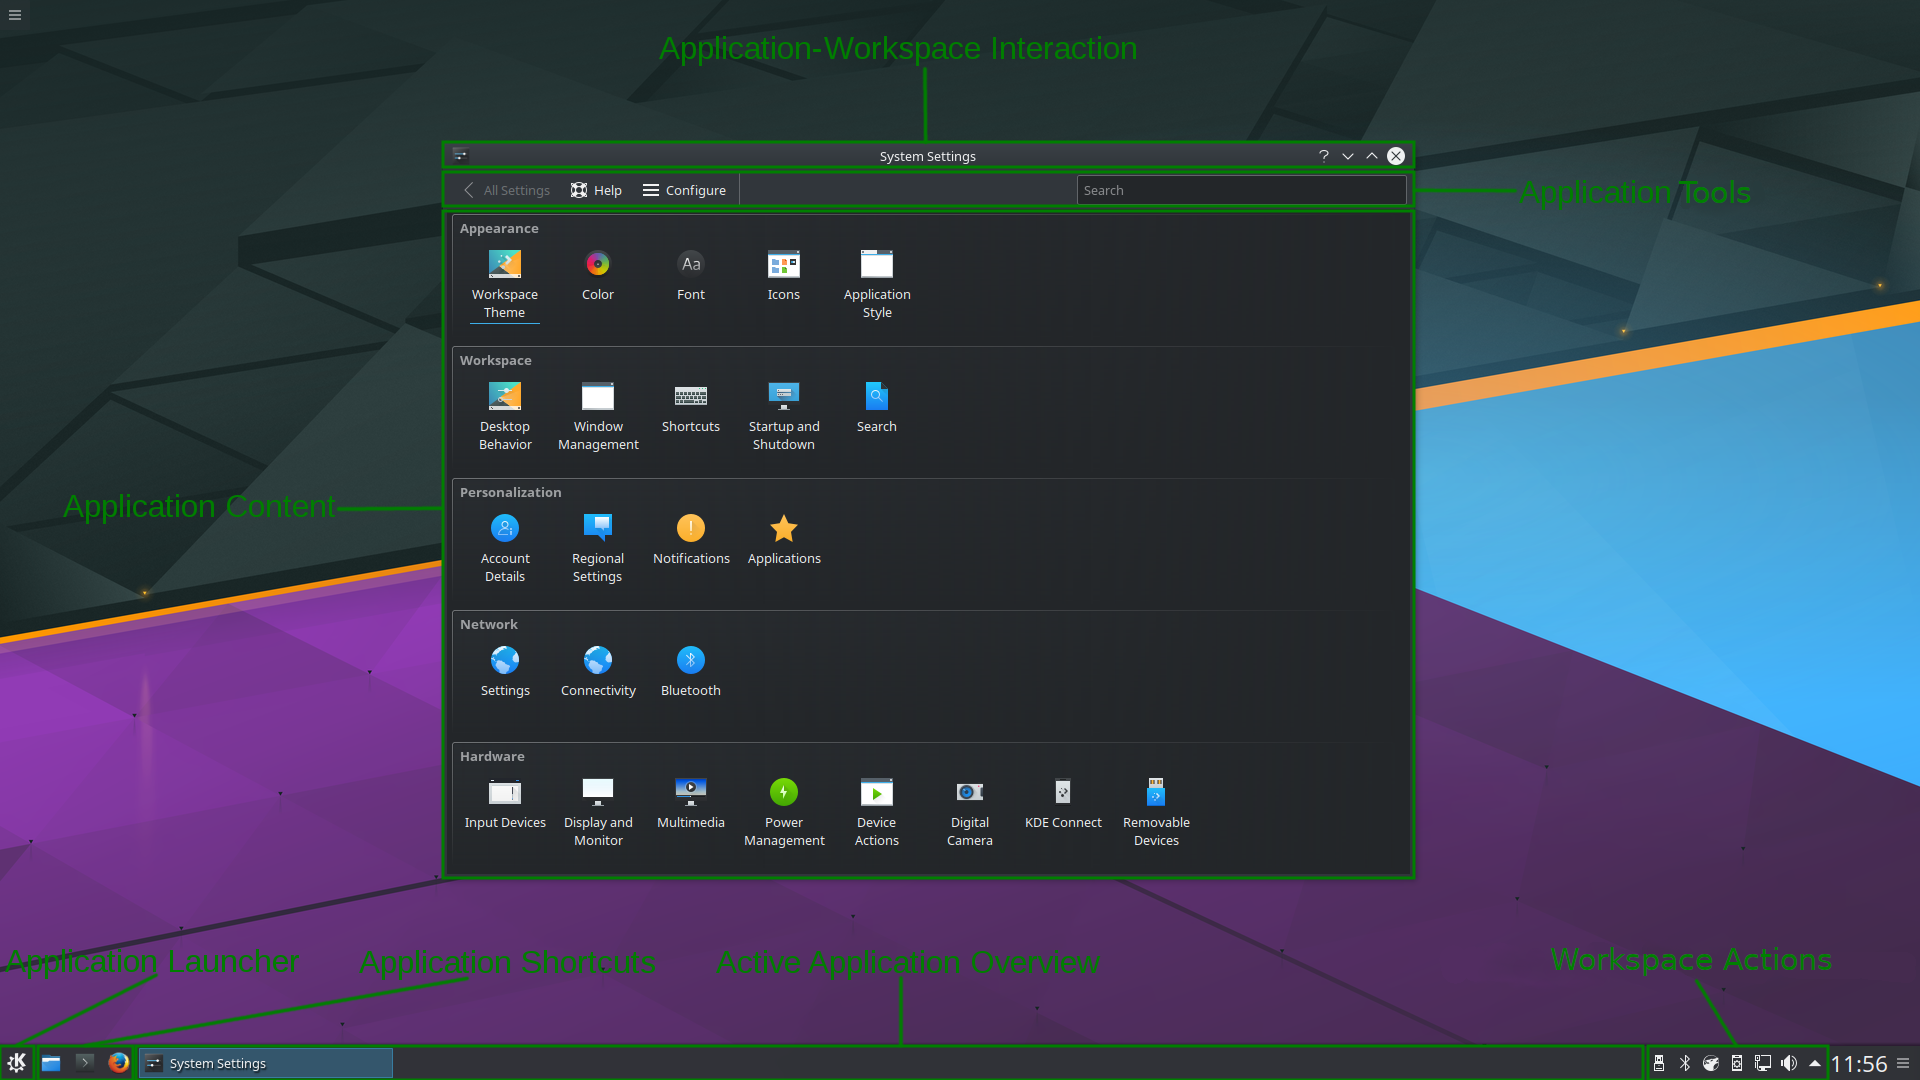 Application-Workspace Interaction
System Settings
?
All Settings Help Configure Search
Application Tools
Appearance
Workspace Theme
Color
Aa
Font
Icons
Application Style
Workspace
Desktop Behavior
Window Management
Shortcuts
Startup and Shutdown
Search
Application Content
Personalization
Account Details
Regional Settings
Notifications
Applications
Network
Settings
Connectivity
Bluetooth
Hardware
Input Devices
Display and Monitor
Multimedia
Power Management
Device Actions
Digital Camera
KDE Connect
Removable Devices
Application Launcher
Application Shortcuts
Active Application Overview
Workspace Actions
System Settings
11:56